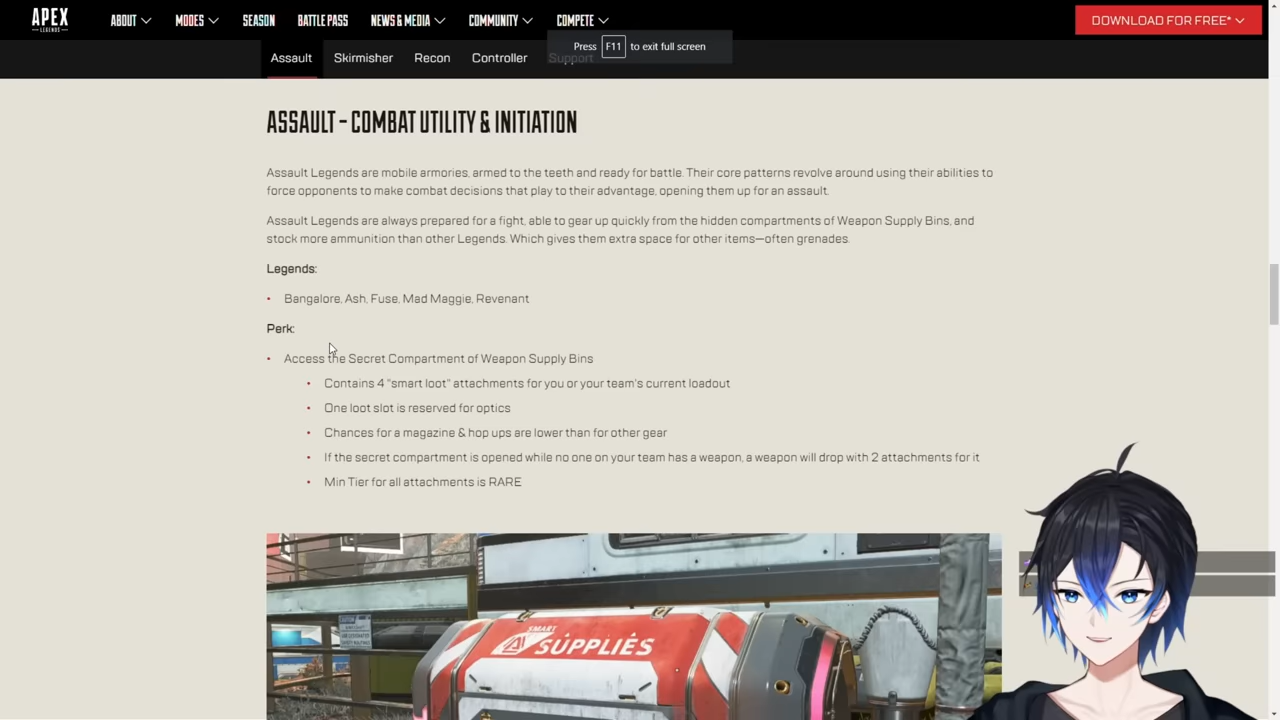 APEX
LEGENDS
ABOUT
MODES
SEASON
BATTLE PASS
NEWS & MEDIA
COMMUNITY
COMPETE
DOWNLOAD FOR FREE*
Press F11 to exit full screen
Assault
Skirmisher
Recon
Controller
Support
ASSAULT – COMBAT UTILITY & INITIATION
Assault Legends are mobile armories, armed to the teeth and ready for battle. Their core patterns revolve around using their abilities to
force opponents to make combat decisions that play to their advantage, opening them up for an assault.
Assault Legends are always prepared for a fight, able to gear up quickly from the hidden compartments of Weapon Supply Bins, and
stock more ammunition than other Legends. Which gives them extra space for other items—often grenades.
Legends:
• Bangalore, Ash, Fuse, Mad Maggie, Revenant
Perk:
• Access the Secret Compartment of Weapon Supply Bins
• Contains 4 "smart loot" attachments for you or your team's current loadout
• One loot slot is reserved for optics
• Chances for a magazine & hop ups are lower than for other gear
• If the secret compartment is opened while no one on your team has a weapon, a weapon will drop with 2 attachments for it
• Min Tier for all attachments is RARE
SMART
SUPPLIES